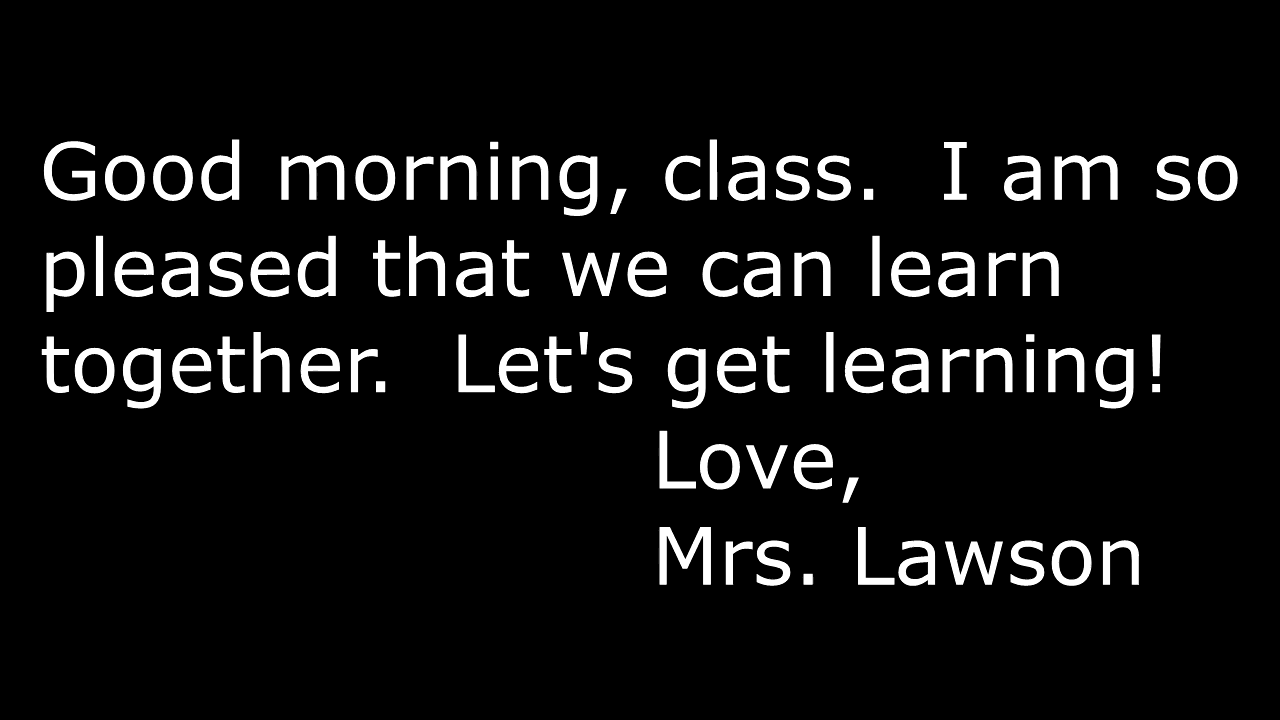 Good morning, class.  I am so
pleased that we can learn
together.  Let's get learning!
Love,
Mrs. Lawson